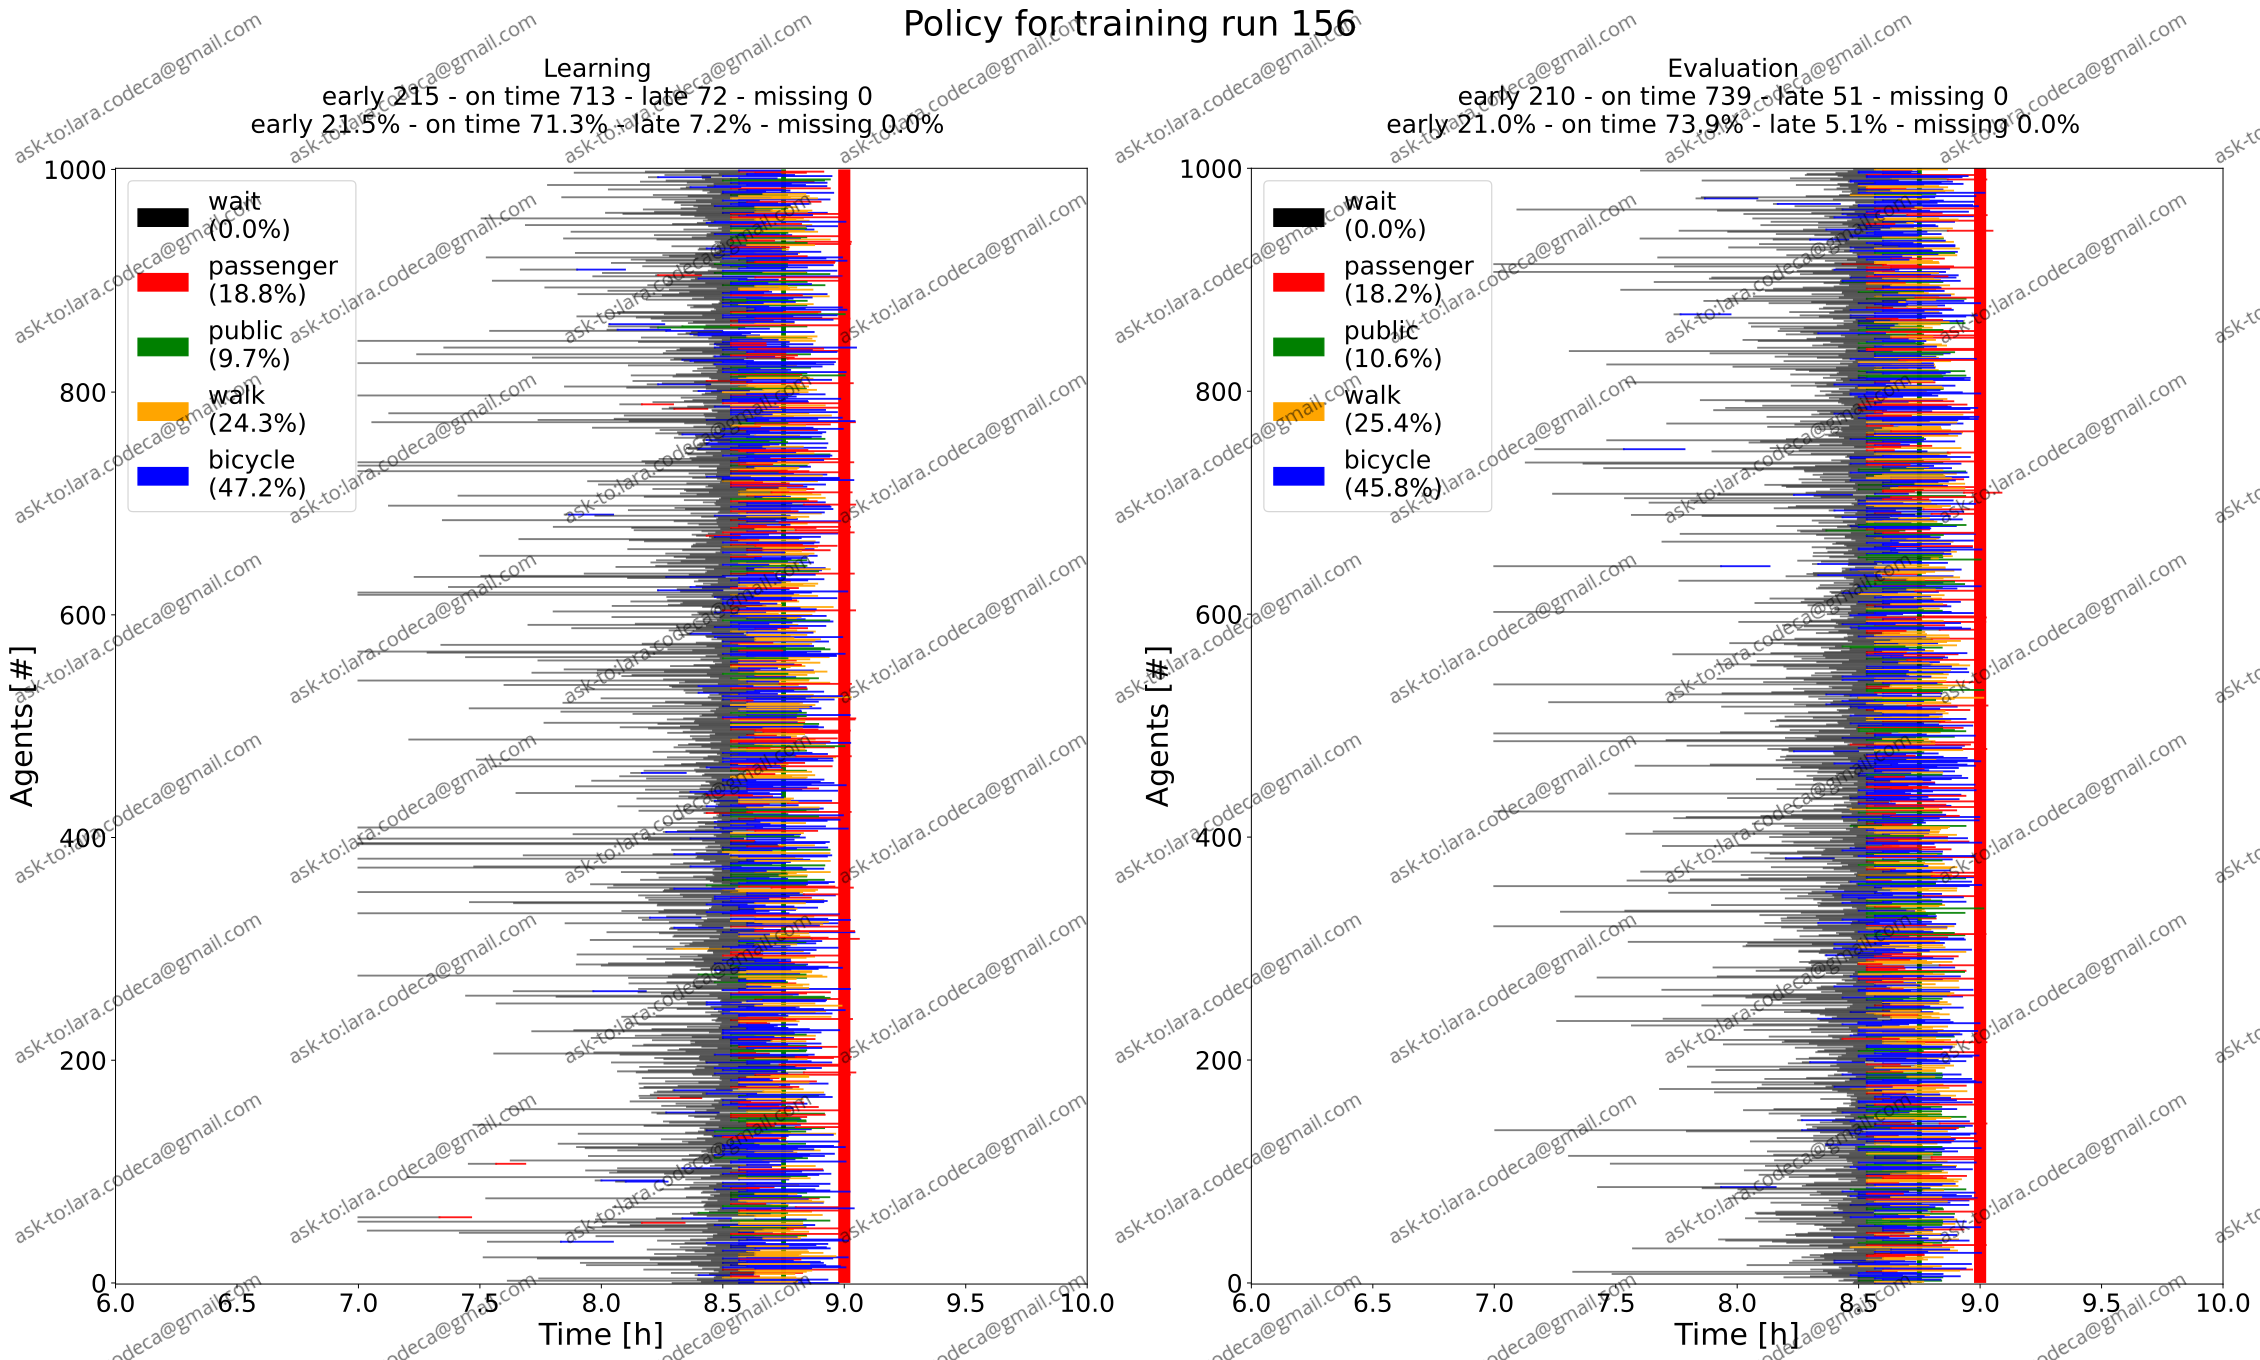 Policy for training run 156
Learning
early 215 - on time 713 - late 72 - missing 0
early 21.5% - on time 71.3% - late 7.2% - missing 0.0%
1000
800
600
400
200
0
Agents [#]
wait
(0.0%)
passenger
(18.8%)
public
(9.7%)
walk
(24.3%)
bicycle
(47.2%)
6.0 6.5 7.0 7.5 8.0 8.5 9.0 9.5 10.0
Time [h]
Evaluation
early 210 - on time 739 - late 51 - missing 0
early 21.0% - on time 73.9% - late 5.1% - missing 0.0%
1000
800
600
400
200
0
Agents [#]
wait
(0.0%)
passenger
(18.2%)
public
(10.6%)
walk
(25.4%)
bicycle
(45.8%)
6.0 6.5 7.0 7.5 8.0 8.5 9.0 9.5 10.0
Time [h]
ask-to:lara.codeca@gmail.com